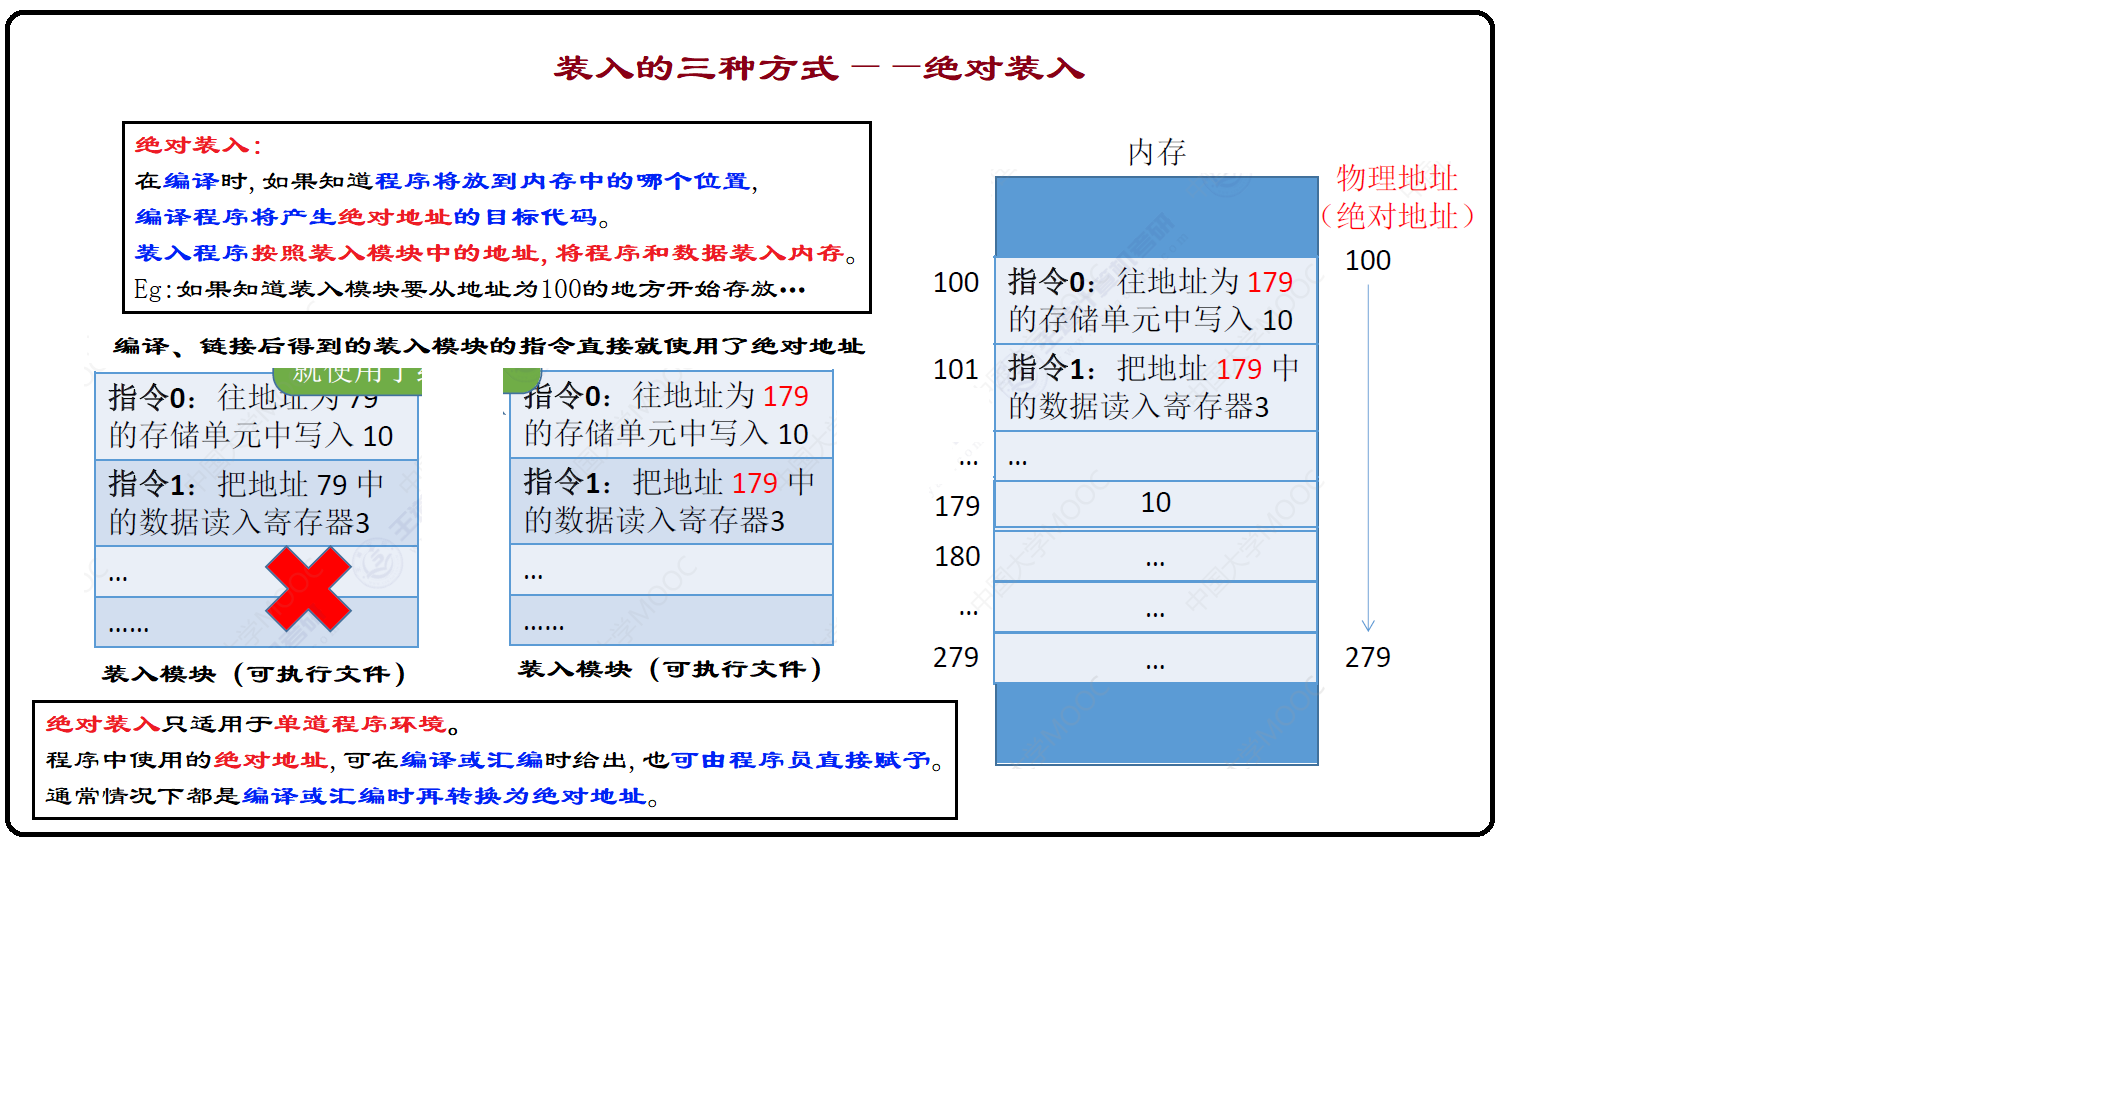 装入的三种方式——绝对装入
绝对装入:
在编译时,如果知道程序将放到内存中的哪个位置,
编译程序将产生绝对地址的目标代码。
装入程序按照装入模块中的地址,将程序和数据装入内存。
Eg:如果知道装入模块要从地址为100的地方开始存放…
编译、链接后得到的装入模块的指令直接就使用了绝对地址
就使用了
指令0：往地址为 79
的存储单元中写入 10
指令1：把地址 79 中
的数据读入寄存器3
...
......
装入模块（可执行文件）
指令0：往地址为 179
的存储单元中写入 10
指令1：把地址 179 中
的数据读入寄存器3
...
......
装入模块（可执行文件）
内存
物理地址
（绝对地址）
100
279
100
指令0：往地址为 179
的存储单元中写入 10
101
指令1：把地址 179 中
的数据读入寄存器3
...
...
179
10
180
...
...
...
279
...
绝对装入只适用于单道程序环境。
程序中使用的绝对地址,可在编译或汇编时给出,也可由程序员直接赋予。
通常情况下都是编译或汇编时再转换为绝对地址。
中国大学MOOC
中国大学MOOC